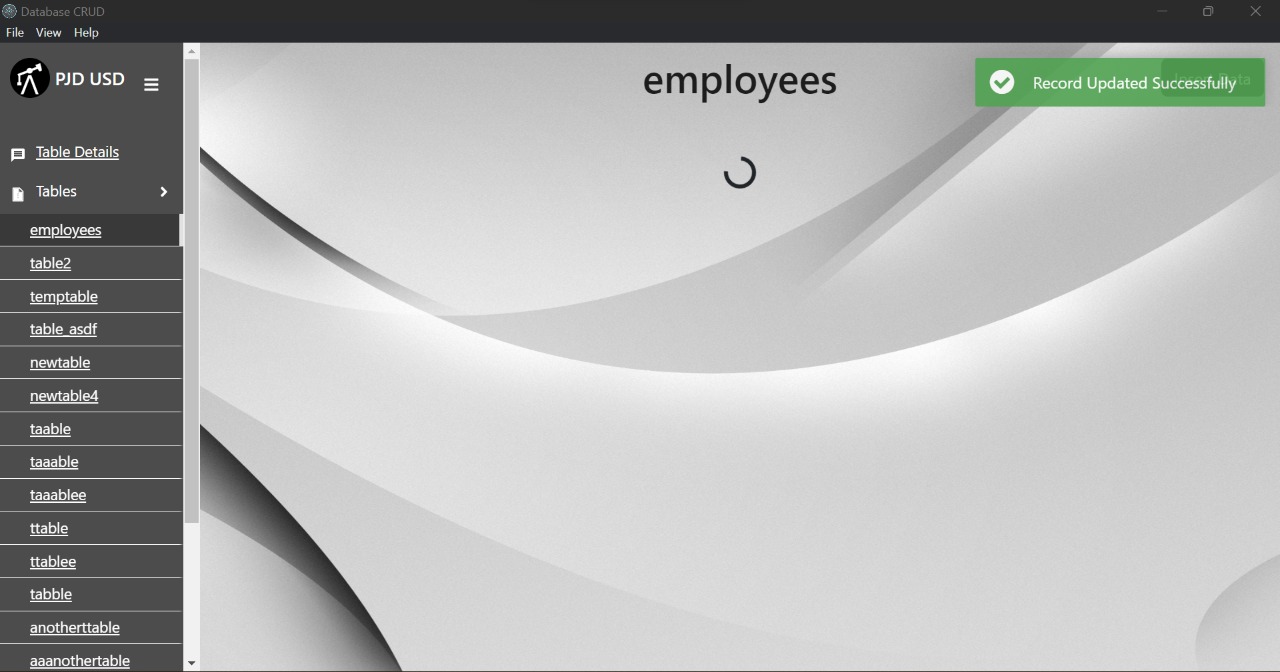 Database CRUD
File View Help
PJD USD
employees
Record Updated Successfully
Table Details
Tables
employees
table2
temptable
table_asdf
newtable
newtable4
taable
taaable
taaablee
ttable
ttablee
tabble
anotherttable
aaanothertable